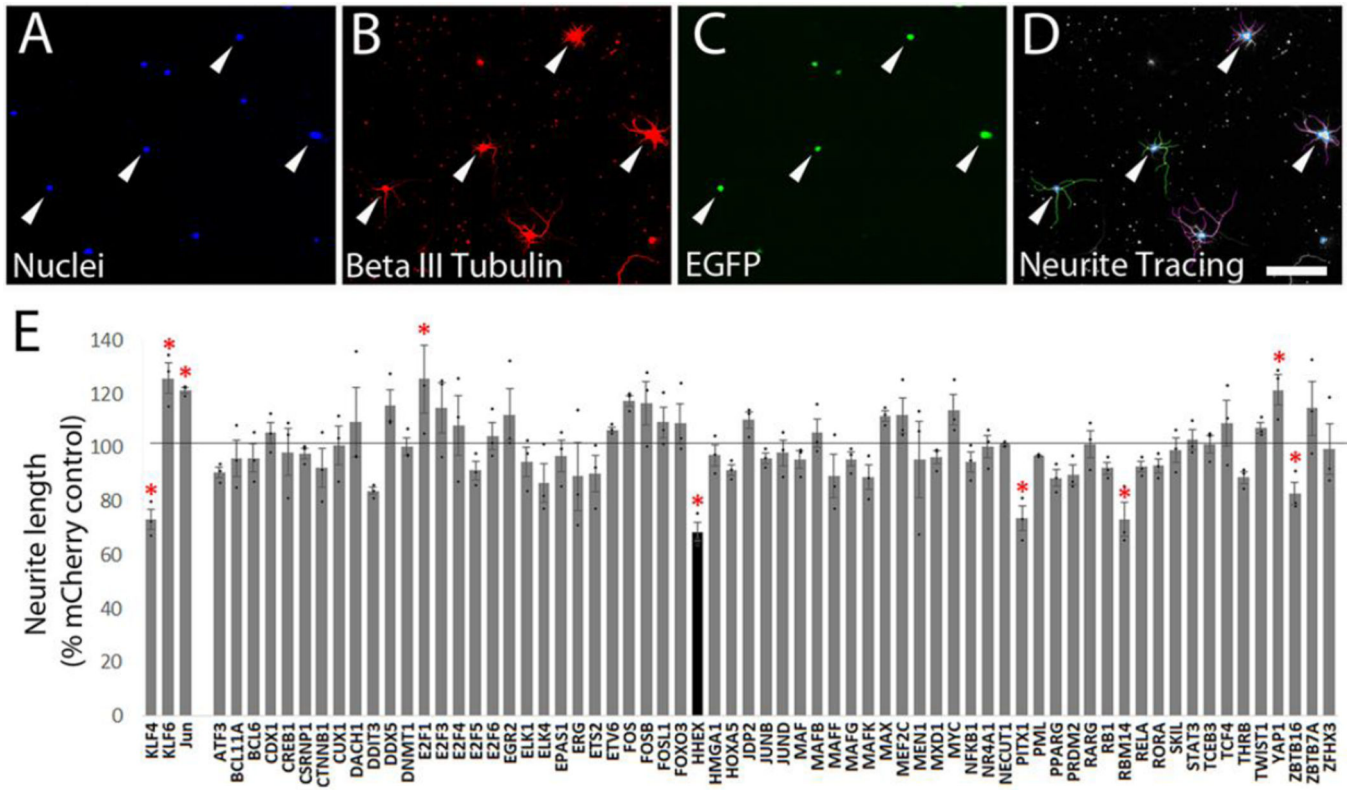 A
B
C
D
Nuclei
Beta III Tubulin
EGFP
Neurite Tracing
E
Neurite length
(% mCherry control)
140
120
100
80
60
40
20
0
*
*
*
*
*
*
*
*
*
KLF4
KLF6
Jun
ATF3
BCL11A
BCL6
CDX1
CREB1
CSRNP1
CTNNB1
CUX1
DACH1
DDIT3
DDX5
DNMT1
E2F1
E2F3
E2F4
E2F5
E2F6
EGR2
ELK1
ELK4
EPAS1
ERG
ETS2
ETV6
FOS
FOSB
FOSL1
FOXO3
HHEX
HMGA1
HOXA5
JDP2
JUNB
JUND
MAF
MAFB
MAFF
MAFG
MAFK
MAX
MEF2C
MEN1
MXD1
MYC
NFKB1
NR4A1
NECUT1
PITX1
PML
PPARG
PRDM2
RARG
RB1
RBM14
RELA
RORA
SKIL
STAT3
TCEB3
TCF4
THRB
TWIST1
YAP1
ZBTB16
ZBTB7A
ZFHX3